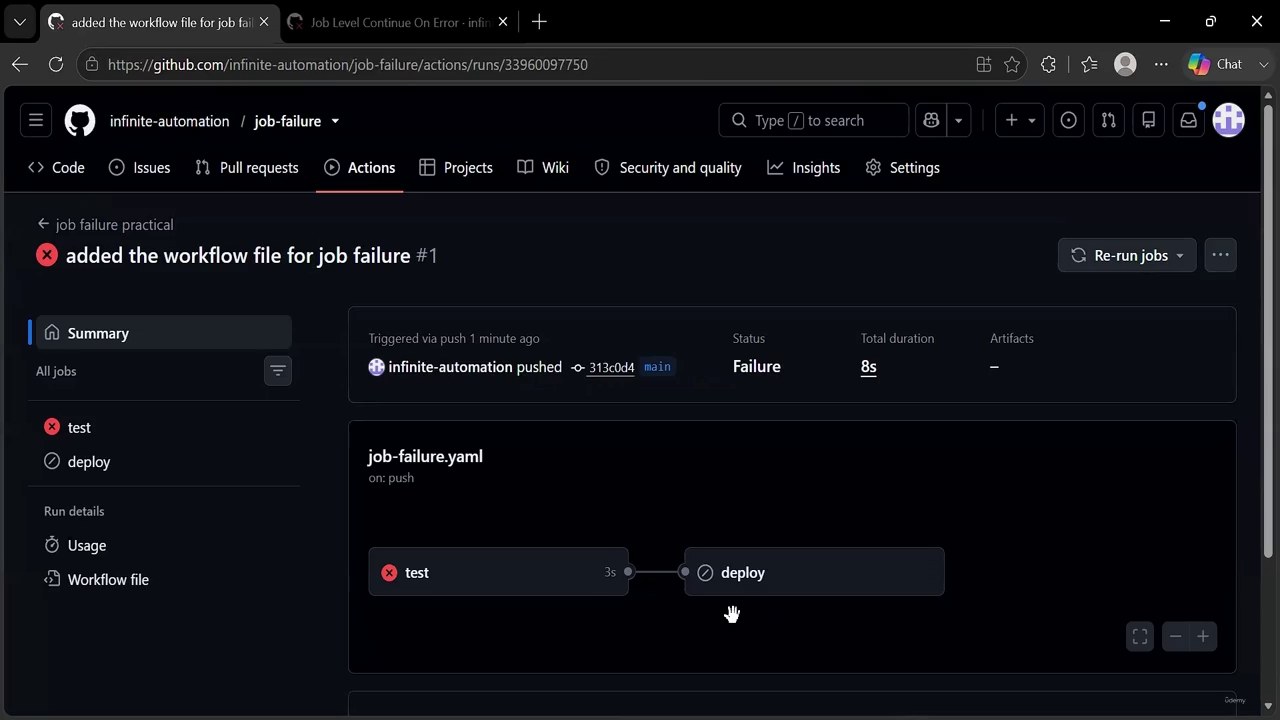 added the workflow file for job fail
Job Level Continue On Error · infin
https://github.com/infinite-automation/job-failure/actions/runs/33960097750
Chat
infinite-automation / job-failure
Type / to search
Code
Issues
Pull requests
Actions
Projects
Wiki
Security and quality
Insights
Settings
job failure practical
added the workflow file for job failure #1
Re-run jobs
Summary
All jobs
test
deploy
Run details
Usage
Workflow file
Triggered via push 1 minute ago
infinite-automation pushed 313c0d4 main
Status
Failure
Total duration
8s
Artifacts
–
job-failure.yaml
on: push
test 3s
deploy
Udemy